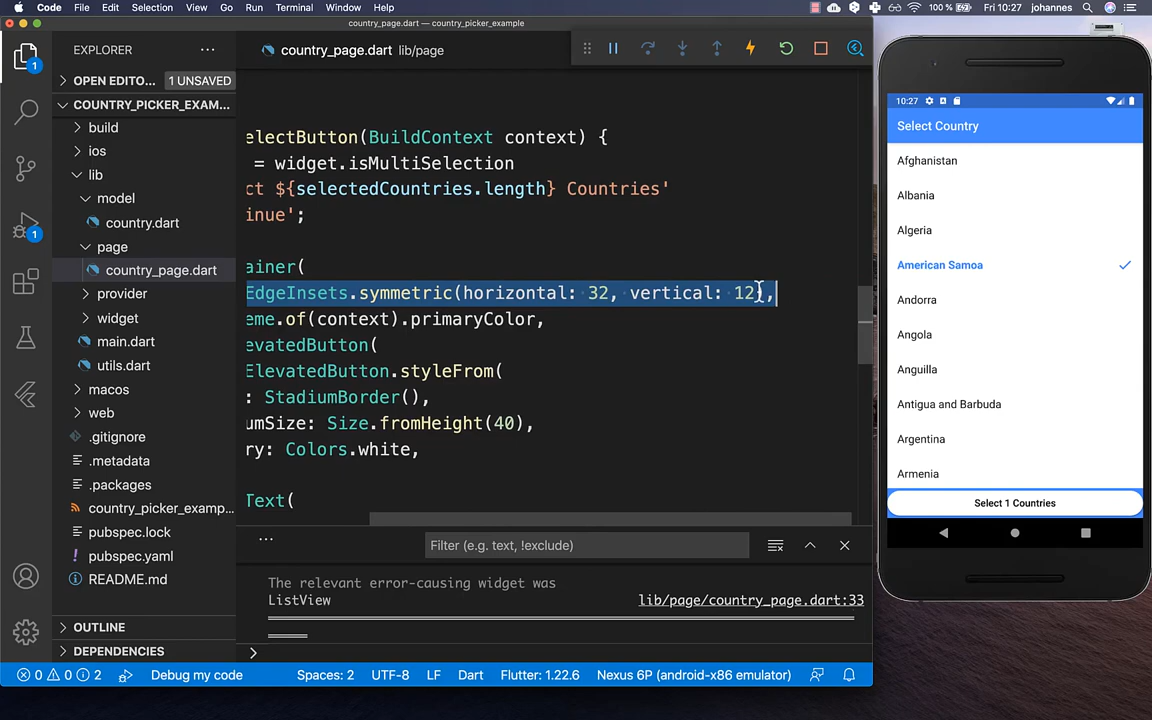 Code File Edit Selection View Go Run Terminal Window Help 100 % Fri 10:27 johannes
country_page.dart — country_picker_example
EXPLORER
country_page.dart lib/page
OPEN EDITO... 1 UNSAVED
COUNTRY_PICKER_EXAM...
build
ios
lib
model
country.dart
page
country_page.dart
provider
widget
main.dart
utils.dart
macos
web
.gitignore
.metadata
.packages
country_picker_examp...
pubspec.lock
pubspec.yaml
README.md
OUTLINE
DEPENDENCIES
1
1
electButton(BuildContext context) {
= widget.isMultiSelection
ct ${selectedCountries.length} Countries'
inue';
ainer(
EdgeInsets.symmetric(horizontal: 32, vertical: 12),
eme.of(context).primaryColor,
evatedButton(
ElevatedButton.styleFrom(
: StadiumBorder(),
umSize: Size.fromHeight(40),
ry: Colors.white,
Text(
Filter (e.g. text, !exclude)
The relevant error-causing widget was
ListView lib/page/country_page.dart:33
0 0 2 Debug my code Spaces: 2 UTF-8 LF Dart Flutter: 1.22.6 Nexus 6P (android-x86 emulator)
10:27
Select Country
Afghanistan
Albania
Algeria
American Samoa
Andorra
Angola
Anguilla
Antigua and Barbuda
Argentina
Armenia
Select 1 Countries